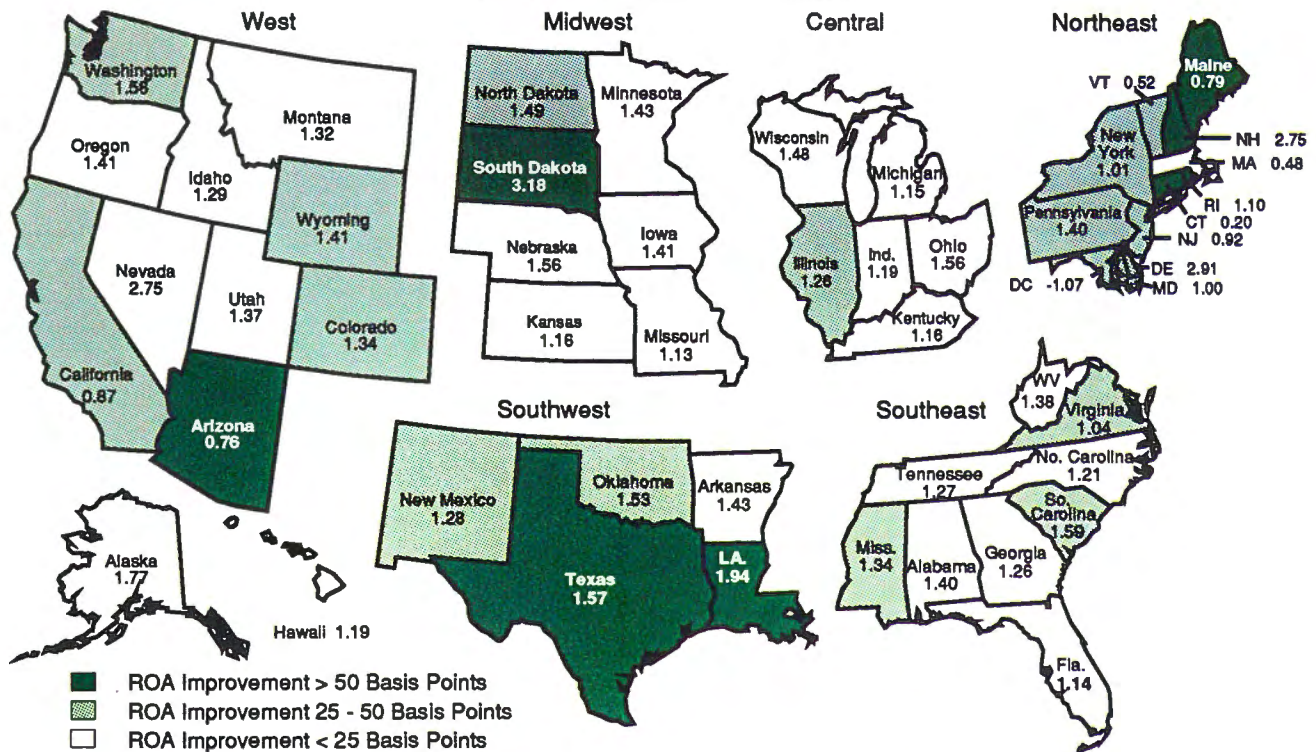 West
Washington
1.56
Oregon
1.41
Idaho
1.29
Montana
1.32
Wyoming
1.41
Nevada
2.75
Utah
1.37
Colorado
1.34
California
0.87
Arizona
0.76
Alaska
1.77
Hawaii 1.19
Midwest
North Dakota
1.49
Minnesota
1.43
South Dakota
3.18
Nebraska
1.56
Iowa
1.41
Kansas
1.16
Missouri
1.13
Central
Wisconsin
1.48
Michigan
1.15
Illinois
1.26
Ind.
1.19
Ohio
1.56
Kentucky
1.16
Northeast
Maine
0.79
VT 0.52
New
York
1.01
NH 2.75
MA 0.48
RI 1.10
CT 0.20
Pennsylvania
1.40
NJ 0.92
DE 2.91
DC -1.07
MD 1.00
Southwest
New Mexico
1.28
Oklahoma
1.53
Arkansas
1.43
Texas
1.57
LA.
1.94
Southeast
WV
1.38
Virginia
1.04
Tennessee
1.27
No. Carolina
1.21
So.
Carolina
1.59
Miss.
1.34
Alabama
1.40
Georgia
1.26
Fla.
1.14
ROA Improvement > 50 Basis Points
ROA Improvement 25 - 50 Basis Points
ROA Improvement < 25 Basis Points